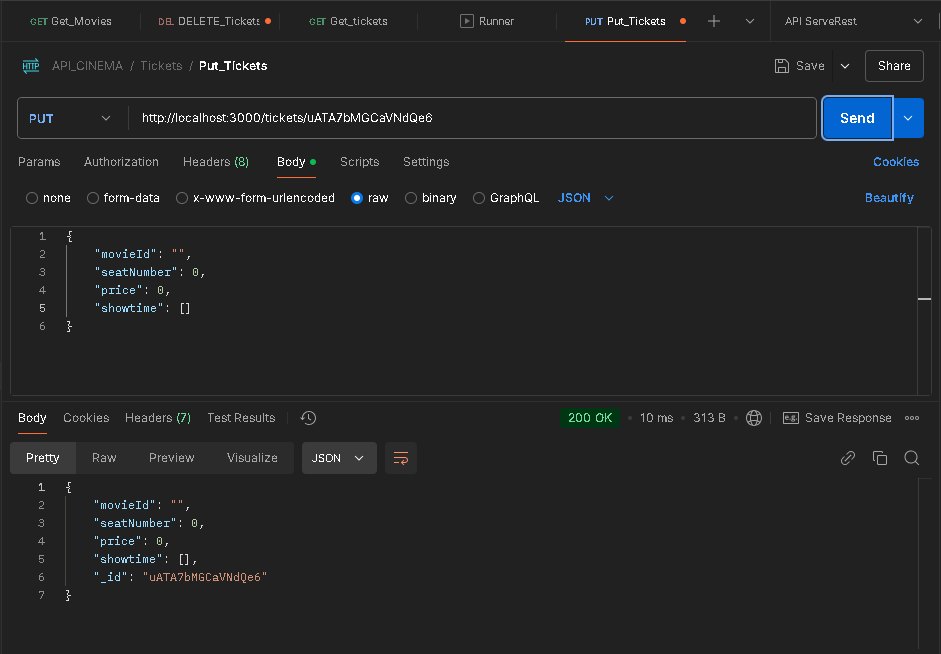 GET Get_Movies DEL DELETE_Tickets GET Get_tickets Runner PUT Put_Tickets API ServeRest
HTTP API_CINEMA / Tickets / Put_Tickets Save Share
PUT http://localhost:3000/tickets/uATA7bMGCaVNdQe6 Send
Params Authorization Headers (8) Body Scripts Settings Cookies
none form-data x-www-form-urlencoded raw binary GraphQL JSON Beautify
1 {
2 "movieId": "",
3 "seatNumber": 0,
4 "price": 0,
5 "showtime": []
6 }
Body Cookies Headers (7) Test Results 200 OK • 10 ms • 313 B • e.g. Save Response
Pretty Raw Preview Visualize JSON
1 {
2 "movieId": "",
3 "seatNumber": 0,
4 "price": 0,
5 "showtime": [],
6 "_id": "uATA7bMGCaVNdQe6"
7 }